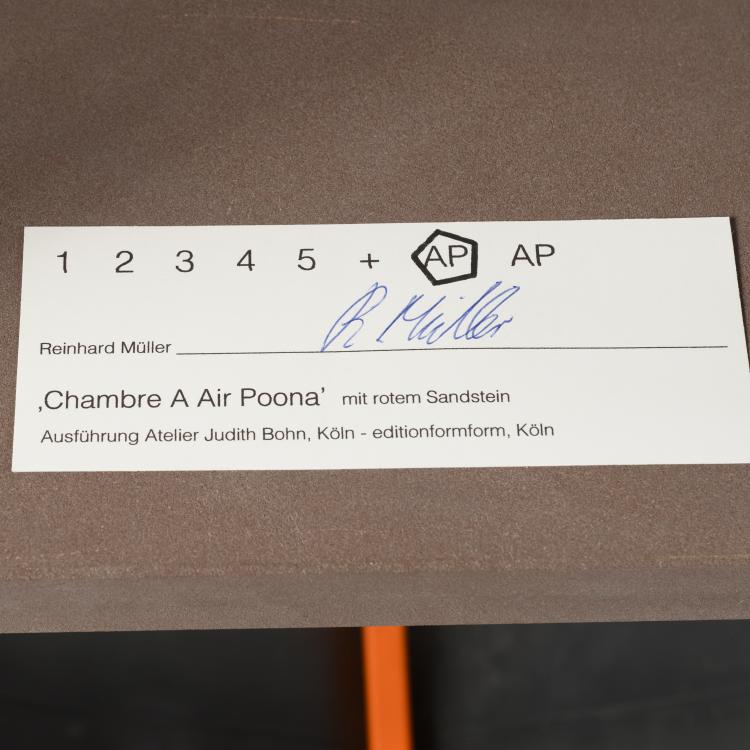 1 2 3 4 5 + AP AP
R Müller
Reinhard Müller
‚Chambre A Air Poona’ mit rotem Sandstein
Ausführung Atelier Judith Bohn, Köln - editionformform, Köln